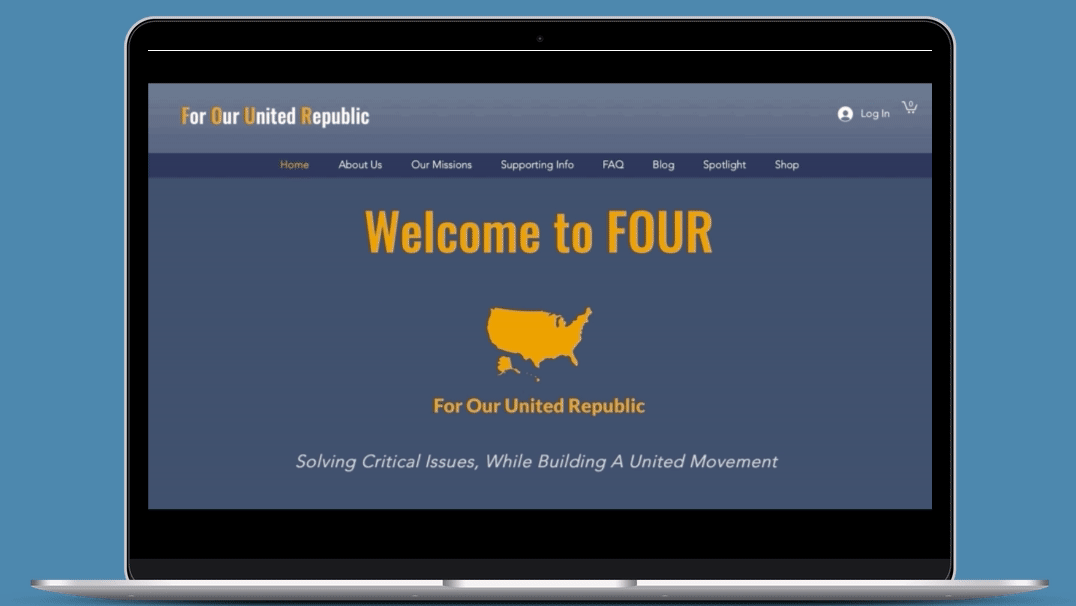 For Our United Republic
Log In
0
Home About Us Our Missions Supporting Info FAQ Blog Spotlight Shop
Welcome to FOUR
For Our United Republic
Solving Critical Issues, While Building A United Movement